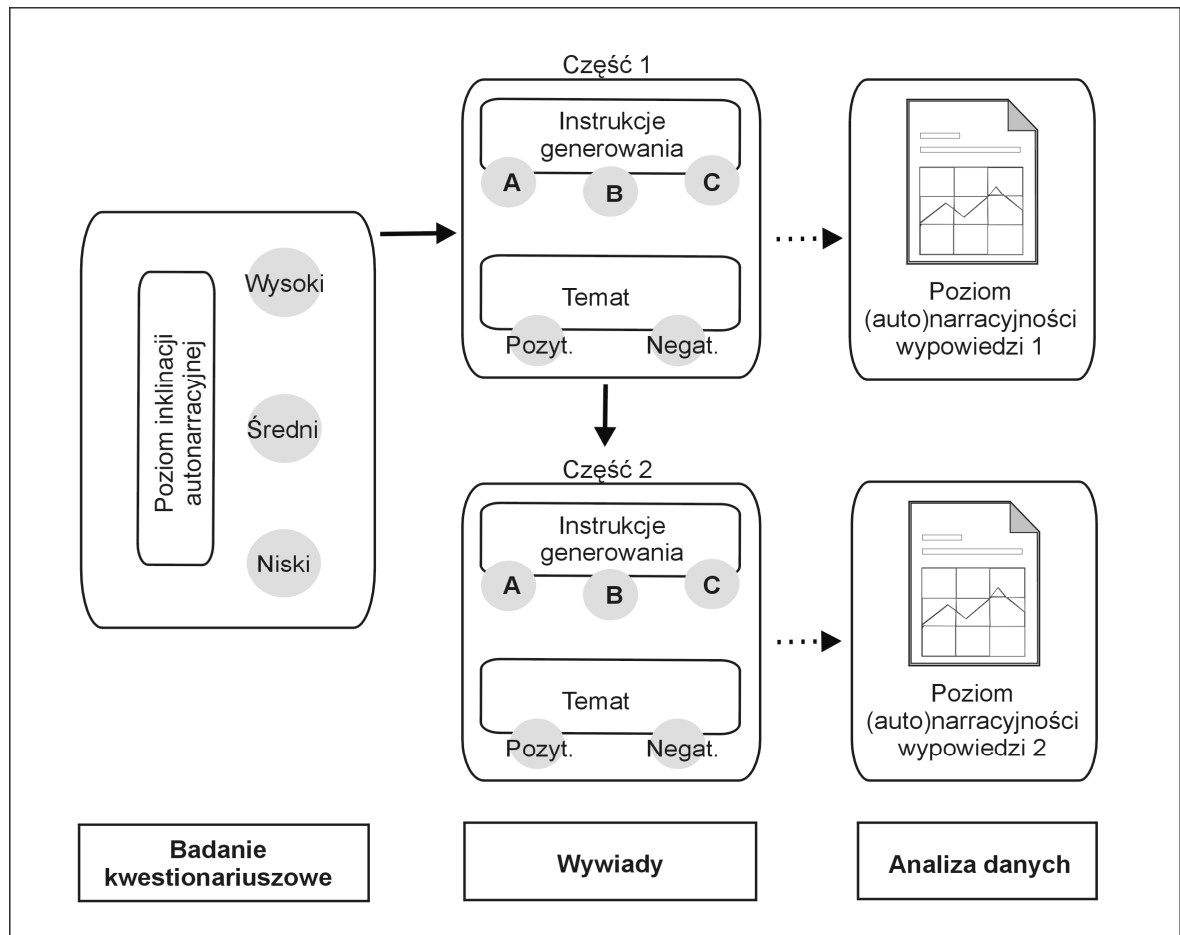 Część 1
Instrukcje
generowania
A
B
C
Temat
Pozyt.
Negat.
Poziom
(auto)narracyjności
wypowiedzi 1
Poziom inklinacji
autonarracyjnej
Wysoki
Średni
Niski
Część 2
Instrukcje
generowania
A
B
C
Temat
Pozyt.
Negat.
Poziom
(auto)narracyjności
wypowiedzi 2
Badanie
kwestionariuszowe
Wywiady
Analiza danych